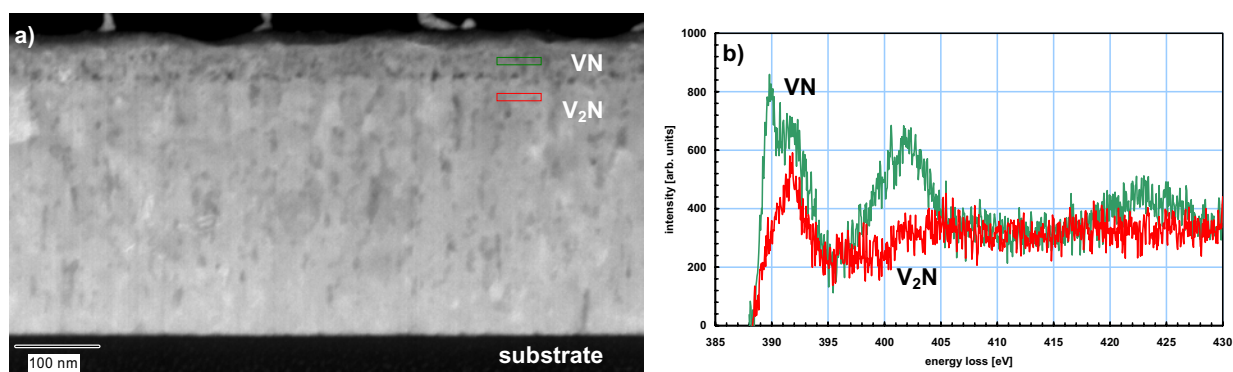 a)
VN
V₂N
100 nm
substrate
b)
VN
V₂N
intensity [arb. units]
1000
800
600
400
200
0
385 390 395 400 405 410 415 420 425 430
energy loss [eV]